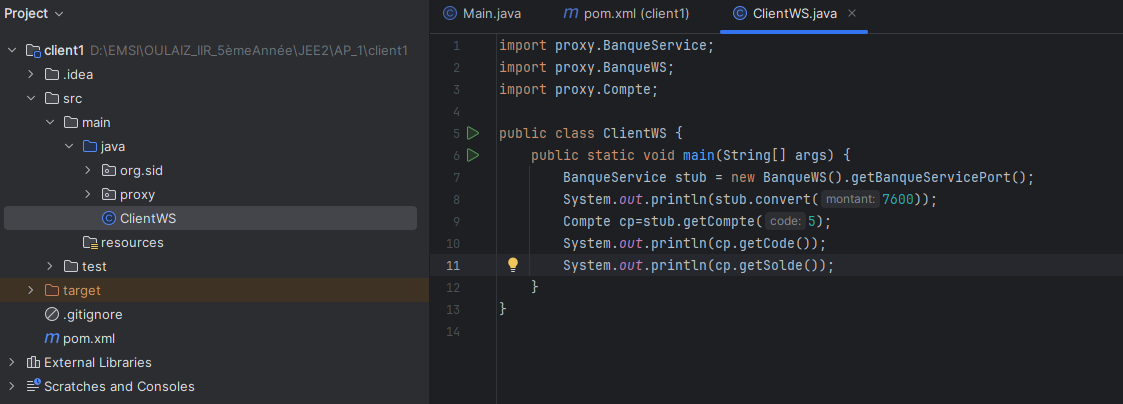 Project
client1 D:\EMSI\OULAIZ_IIR_5èmeAnnée\JEE2\AP_1\client1
.idea
src
main
java
org.sid
proxy
ClientWS
resources
test
target
.gitignore
pom.xml
External Libraries
Scratches and Consoles
Main.java
pom.xml (client1)
ClientWS.java
1 import proxy.BanqueService;
2 import proxy.BanqueWS;
3 import proxy.Compte;
4
5 public class ClientWS {
6 public static void main(String[] args) {
7 BanqueService stub = new BanqueWS().getBanqueServicePort();
8 System.out.println(stub.convert( montant: 7600));
9 Compte cp=stub.getCompte( code: 5);
10 System.out.println(cp.getCode());
11 System.out.println(cp.getSolde());
12 }
13 }
14